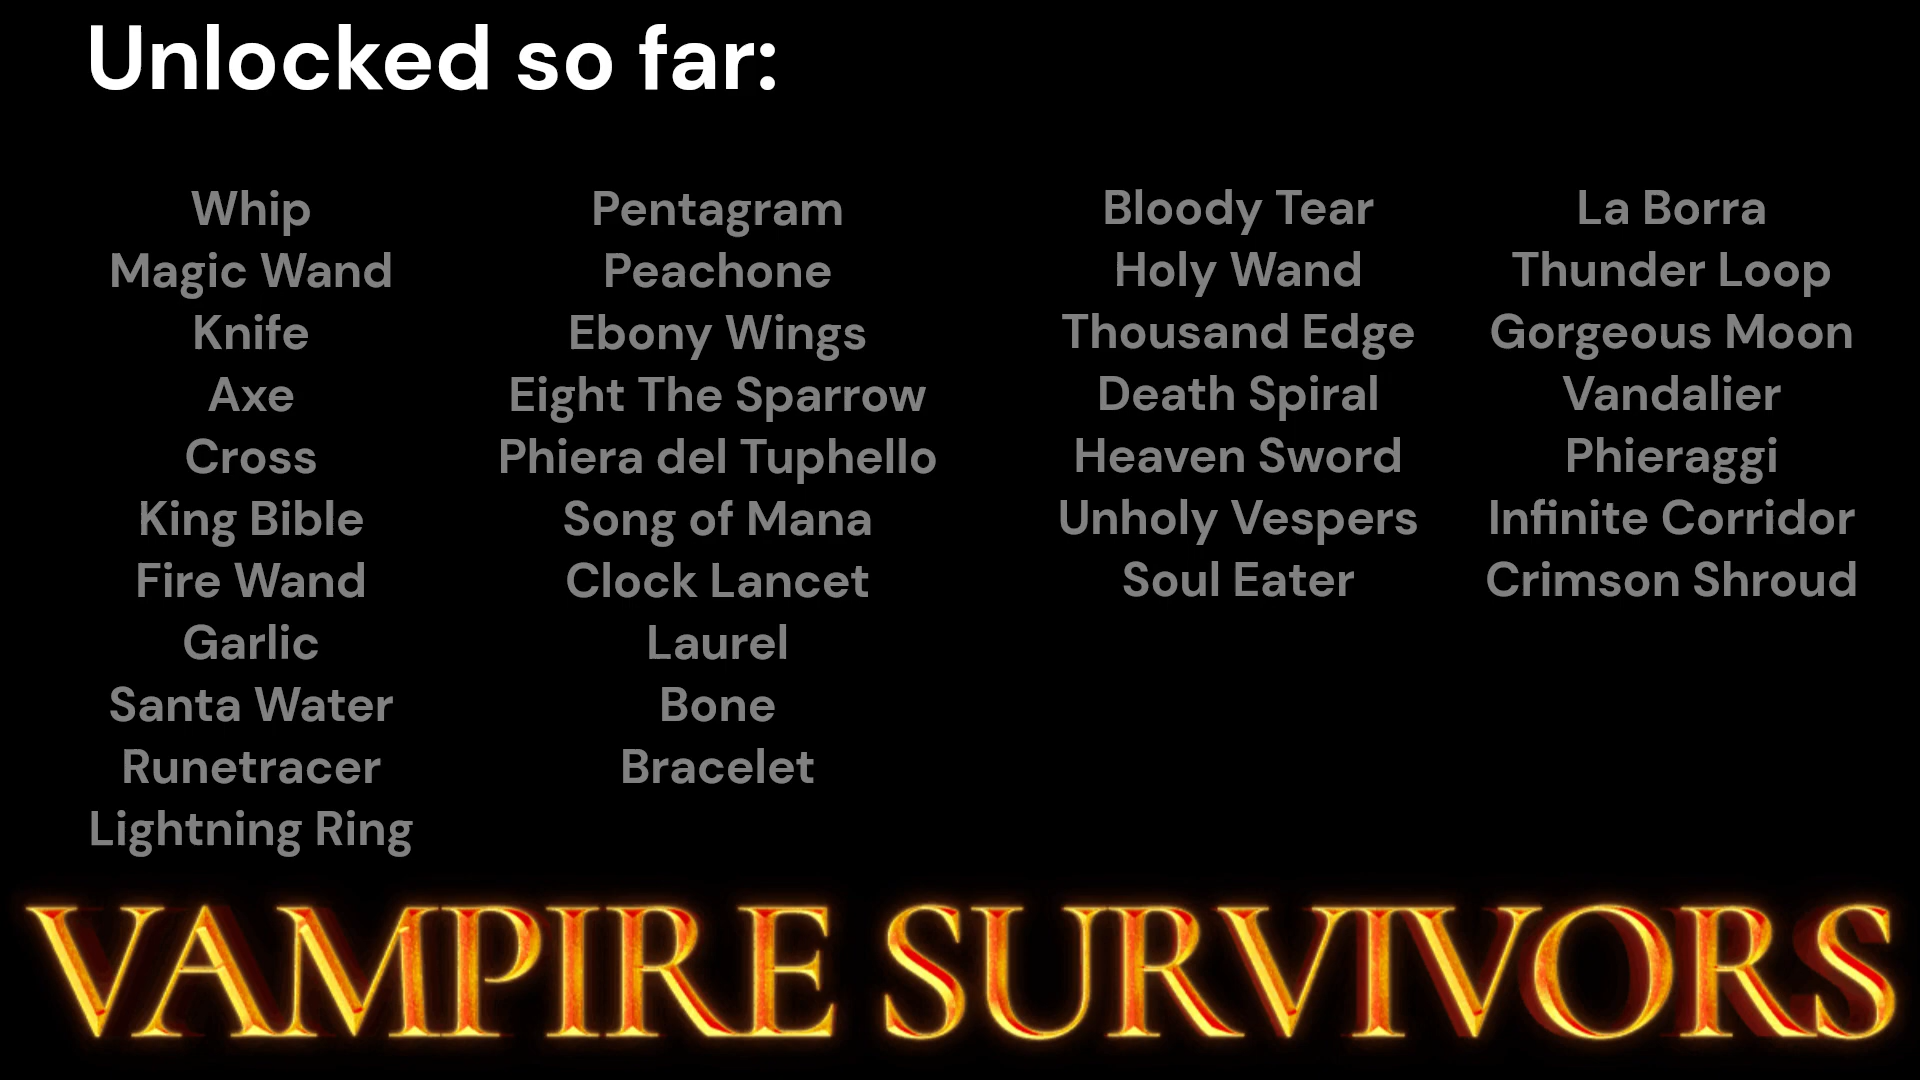 Unlocked so far:
Whip
Magic Wand
Knife
Axe
Cross
King Bible
Fire Wand
Garlic
Santa Water
Runetracer
Lightning Ring
Pentagram
Peachone
Ebony Wings
Eight The Sparrow
Phiera del Tuphello
Song of Mana
Clock Lancet
Laurel
Bone
Bracelet
Bloody Tear
Holy Wand
Thousand Edge
Death Spiral
Heaven Sword
Unholy Vespers
Soul Eater
La Borra
Thunder Loop
Gorgeous Moon
Vandalier
Phieraggi
Infinite Corridor
Crimson Shroud
VAMPIRE SURVIVORS